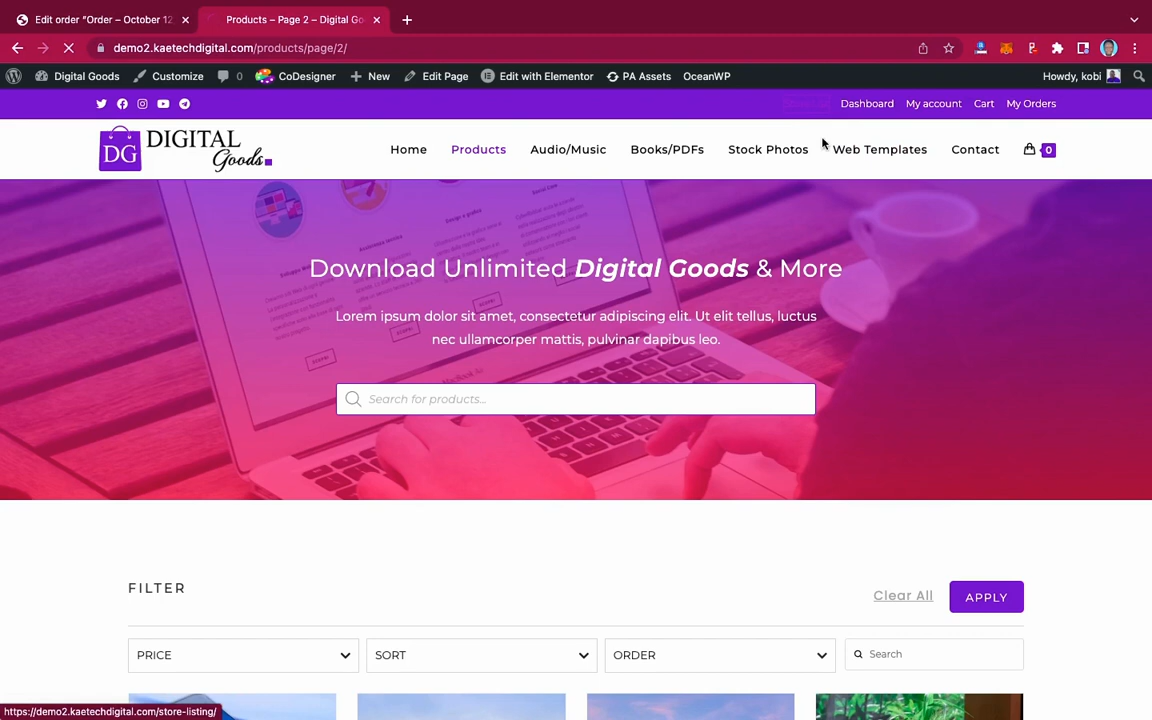 Edit order “Order – October 12
Products – Page 2 – Digital Go
demo2.kaetechdigital.com/products/page/2/
Digital Goods
Customize
0
CoDesigner
New
Edit Page
Edit with Elementor
PA Assets
OceanWP
Howdy, kobi
Dashboard
My account
Cart
My Orders
DG DIGITAL
Goods
Home
Products
Audio/Music
Books/PDFs
Stock Photos
Web Templates
Contact
0
Download Unlimited Digital Goods & More
Lorem ipsum dolor sit amet, consectetur adipiscing elit. Ut elit tellus, luctus
nec ullamcorper mattis, pulvinar dapibus leo.
Search for products...
FILTER
Clear All
APPLY
PRICE
SORT
ORDER
Search
https://demo2.kaetechdigital.com/store-listing/